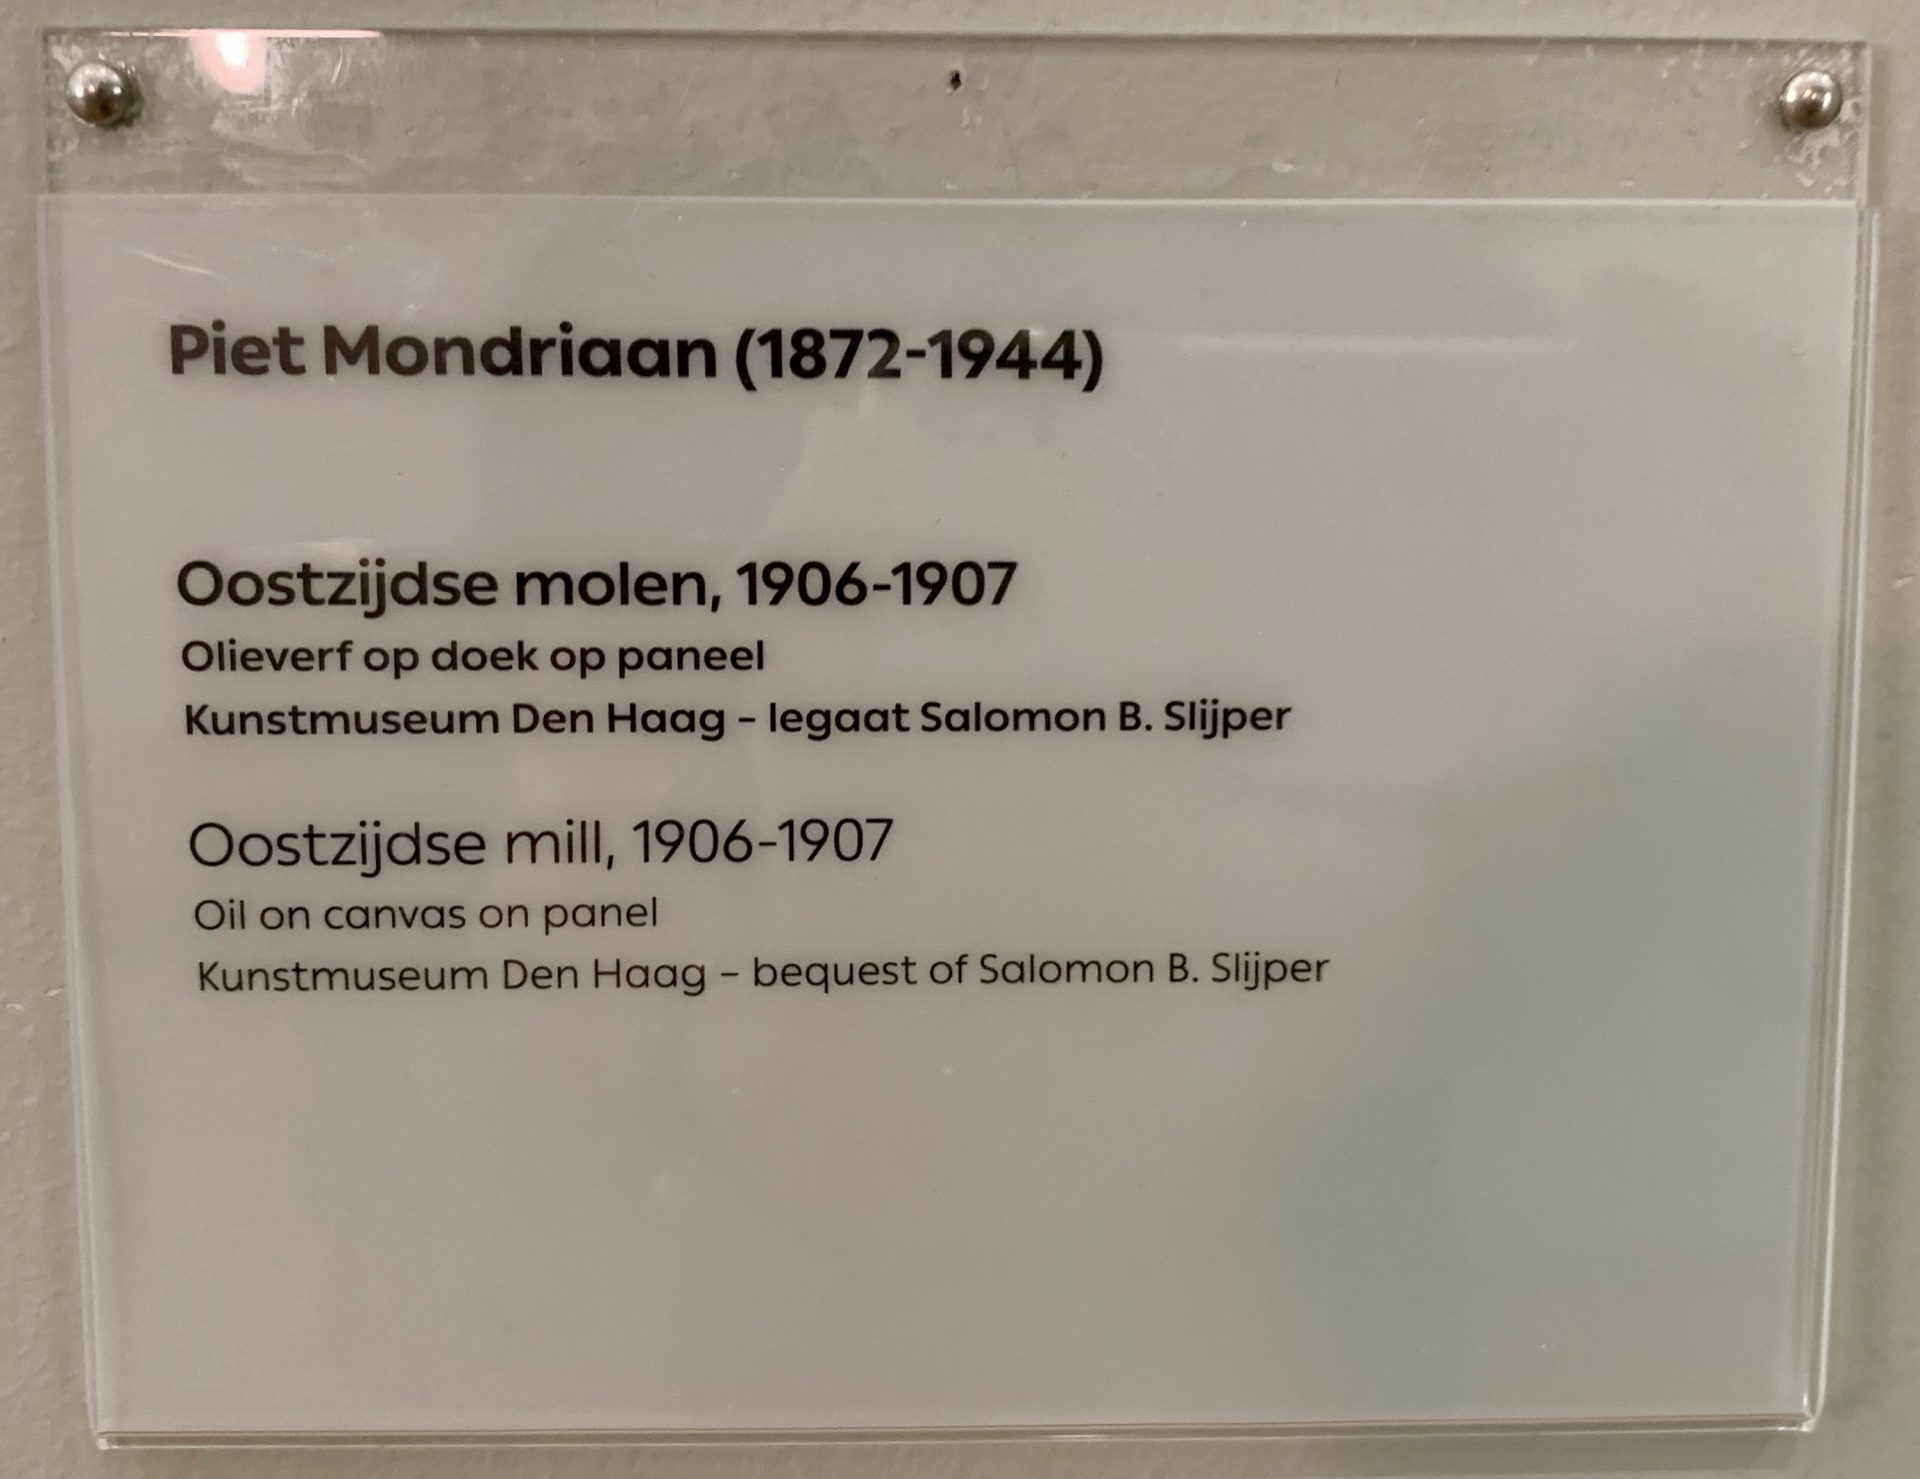 Piet Mondriaan (1872-1944)
Oostzijdse molen, 1906-1907
Olieverf op doek op paneel
Kunstmuseum Den Haag – legaat Salomon B. Slijper
Oostzijdse mill, 1906-1907
Oil on canvas on panel
Kunstmuseum Den Haag – bequest of Salomon B. Slijper